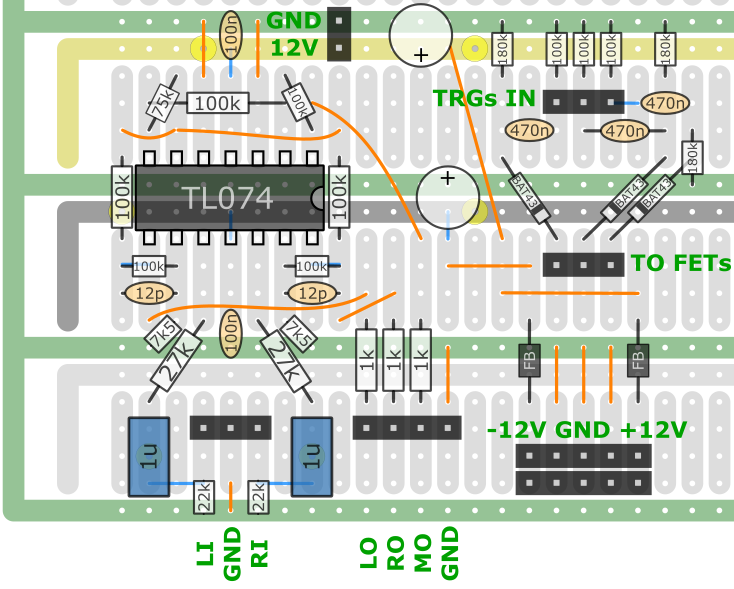 GND
12V
100n
180k
100k
100k
100k
180k
TRGs IN
470n
470n
470n
75k
100k
100k
180k
100k
TL074
100k
BAT43
BAT43
BAT43
100k
100k
TO FETs
12p
12p
7k5
27K
100n
7k5
27K
1k
1k
1k
FB
FB
-12V GND +12V
1u
1u
22k
22k
LI
GND
RI
LO
RO
MO
GND